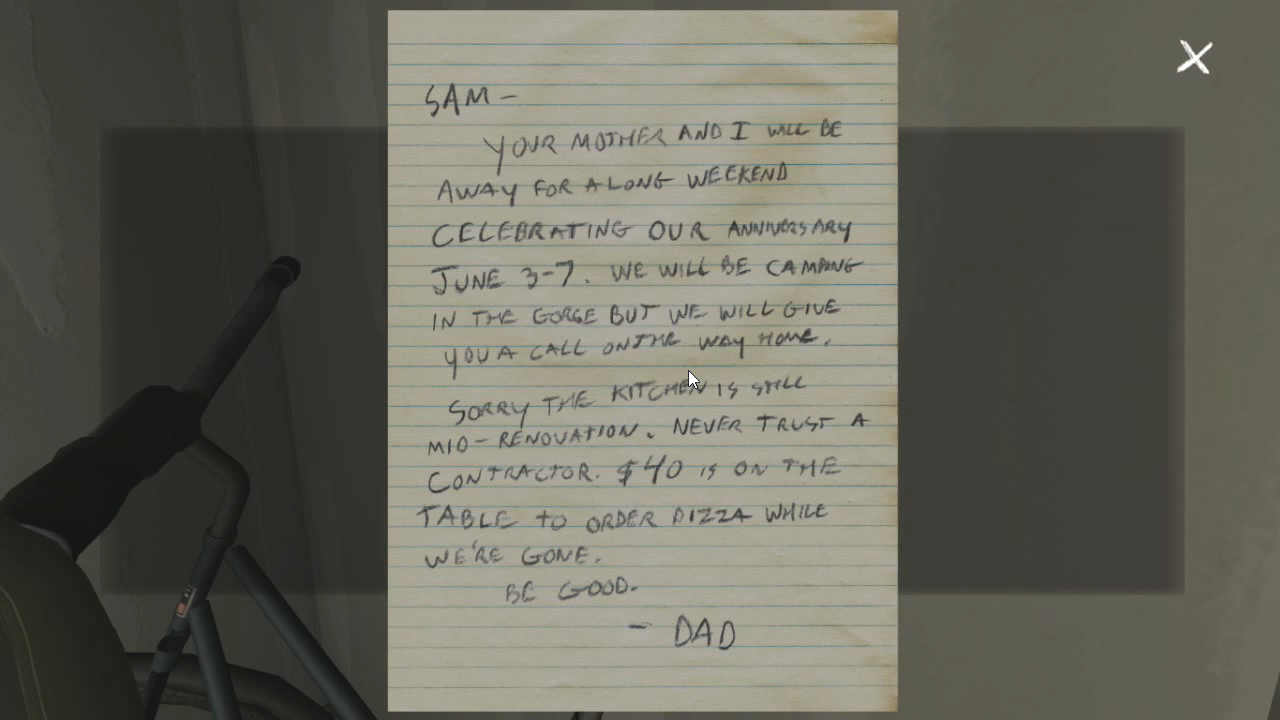 SAM -
YOUR MOTHER AND I WILL BE
AWAY FOR A LONG WEEKEND
CELEBRATING OUR ANNIVERSARY
JUNE 3-7. WE WILL BE CAMPING
IN THE GORGE BUT WE WILL GIVE
YOU A CALL ON THE WAY HOME.
SORRY THE KITCHEN IS STILL
MID-RENOVATION. NEVER TRUST A
CONTRACTOR. $40 IS ON THE
TABLE TO ORDER PIZZA WHILE
WE'RE GONE.
BE GOOD.
- DAD